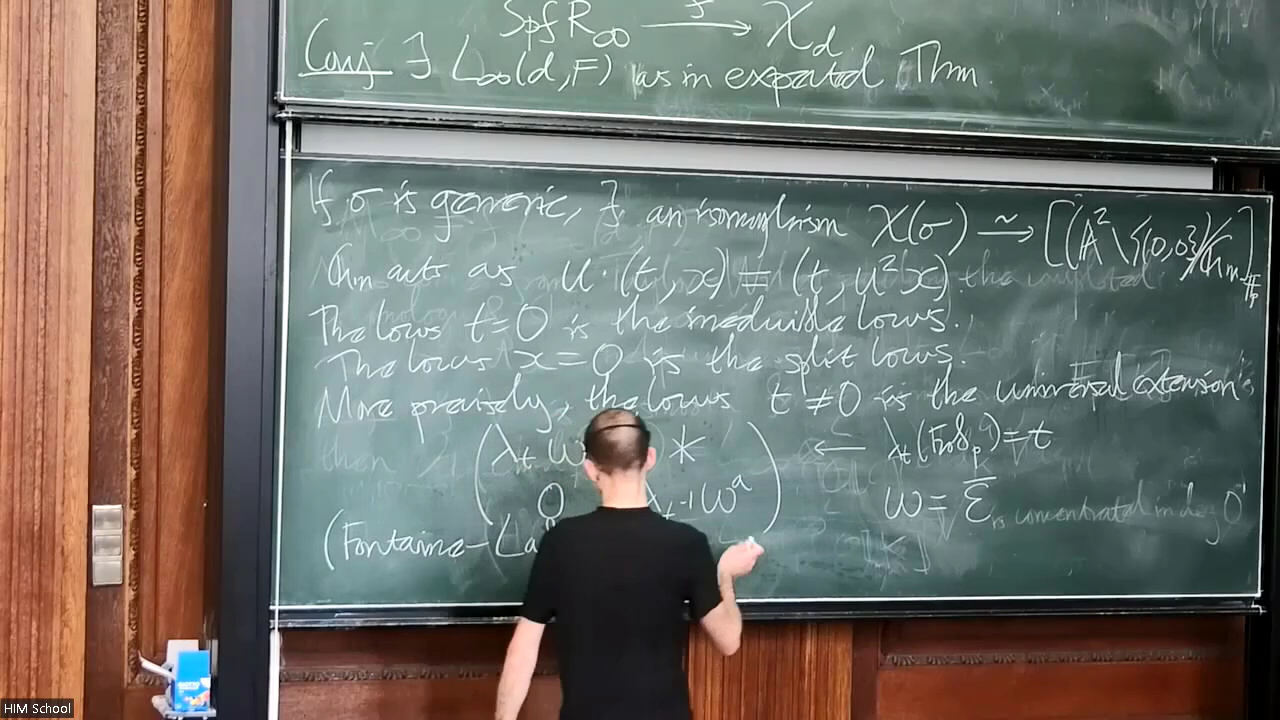 Spf R_∞ ⟶^f X_d
Conj ∃ L_∞(d,F) as in expected Thm.
If σ is generic, ∃ an isomorphism X(σ) ⥲ [(A²\{(0,0)})/G_m]_{F_p}
G_m acts as u·(t,x) = (t, u²x)
The locus t=0 is the irreducible locus.
The locus x=0 is the split locus.
More precisely, the locus t≠0 is the universal extension
(λ_t ω * ⟵ λ_t(Frob_p) = t
0 ω^a) ω = ε̄
(Fontaine-La
is concentrated in deg 0
HIM School